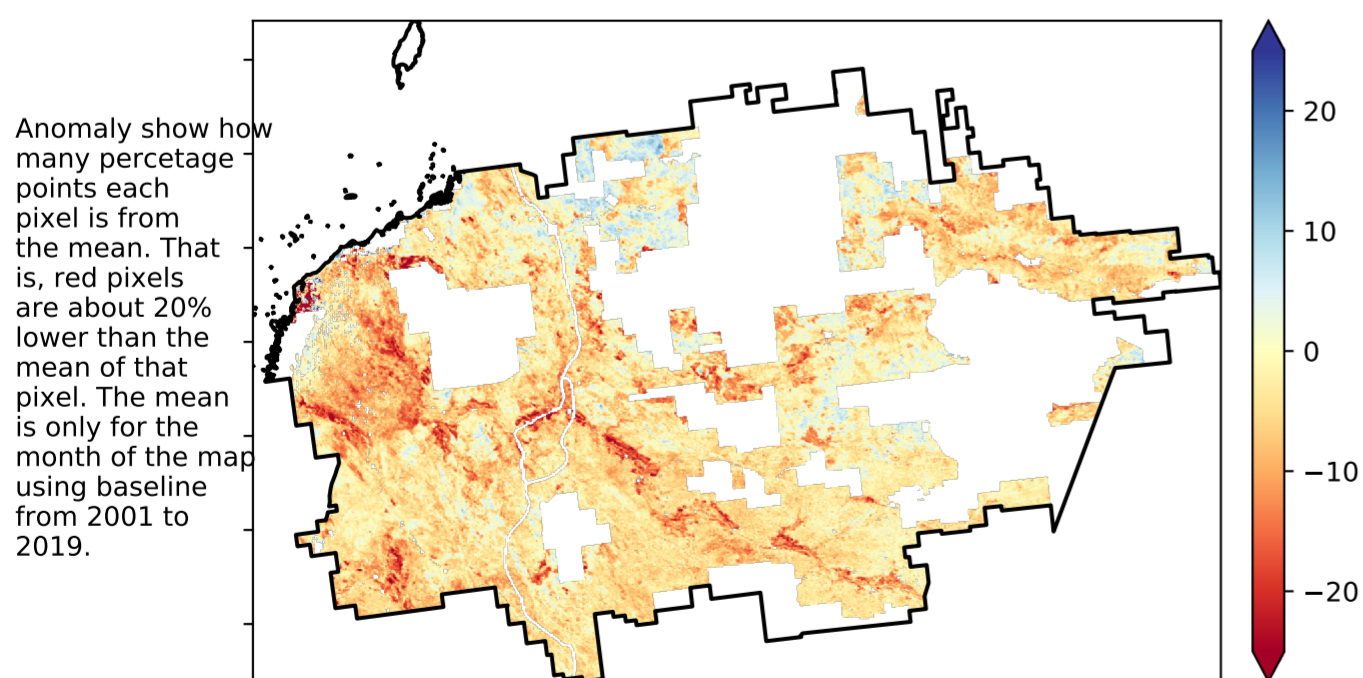 Anomaly show how
many percetage
points each
pixel is from
the mean. That
is, red pixels
are about 20%
lower than the
mean of that
pixel. The mean
is only for the
month of the map
using baseline
from 2001 to
2019.
20
10
0
−10
−20